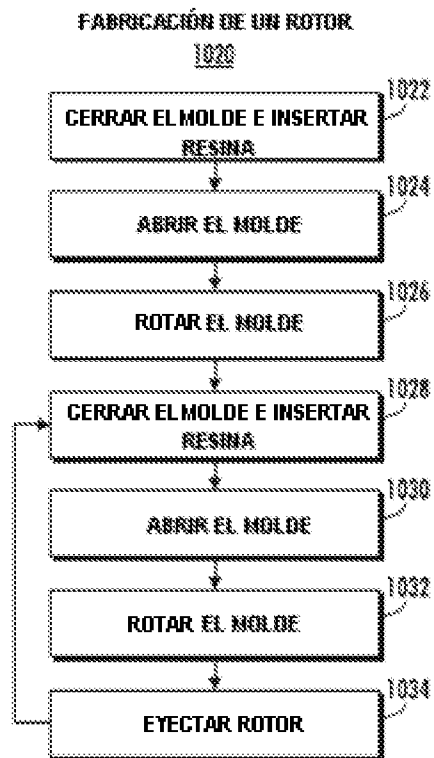 FABRICACIÓN DE UN ROTOR
1020
1022
CERRAR EL MOLDE E INSERTAR
RESINA
1024
ABRIR EL MOLDE
1026
ROTAR EL MOLDE
1028
CERRAR EL MOLDE E INSERTAR
RESINA
1030
ABRIR EL MOLDE
1032
ROTAR EL MOLDE
1034
EYECTAR ROTOR